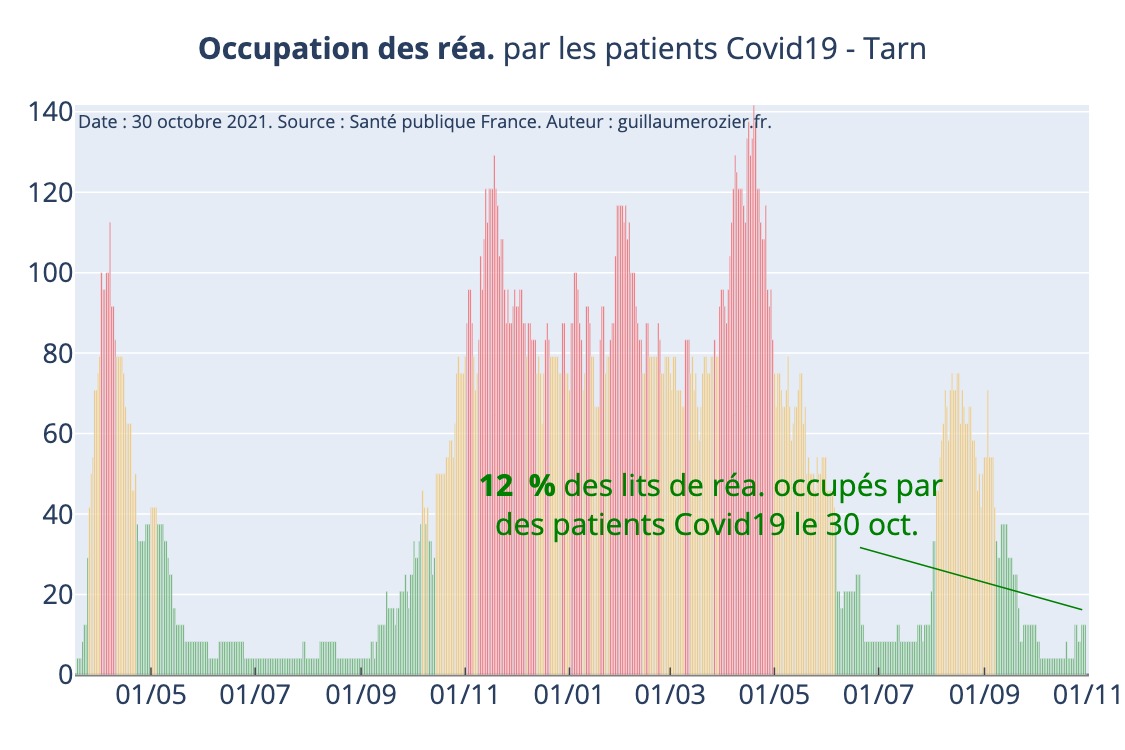 Occupation des réa. par les patients Covid19 - Tarn
140
Date : 30 octobre 2021. Source : Santé publique France. Auteur : guillaumerozier.fr.
120
100
80
60
12 % des lits de réa. occupés par
des patients Covid19 le 30 oct.
40
20
0
01/05 01/07 01/09 01/11 01/01 01/03 01/05 01/07 01/09 01/11